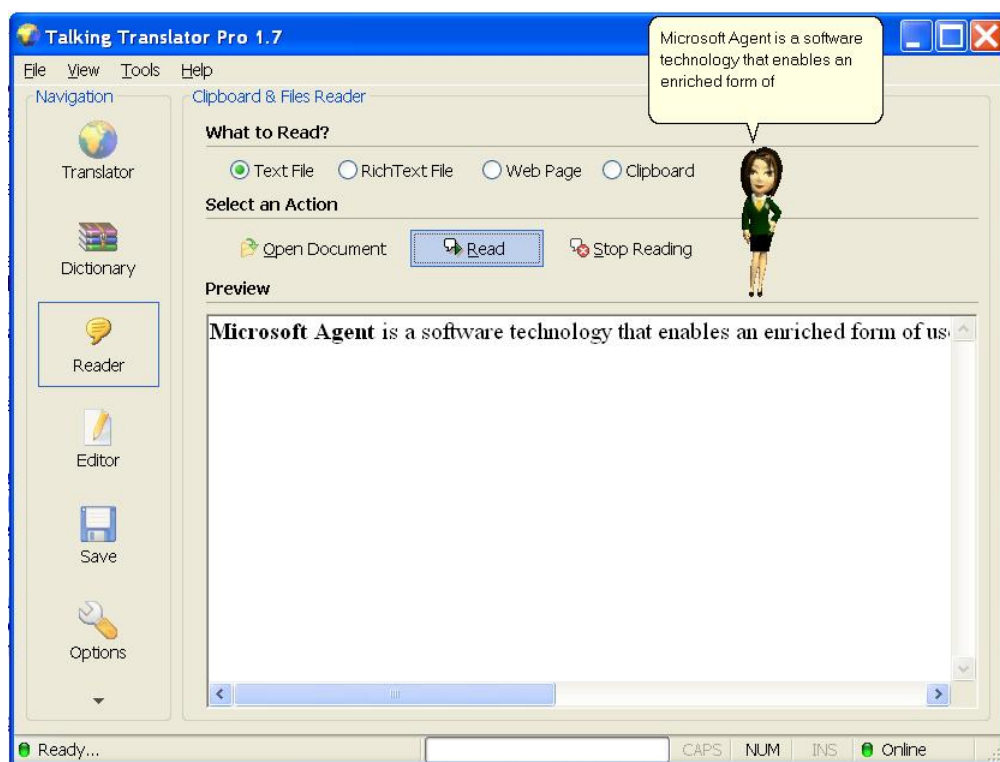 Talking Translator Pro 1.7
Microsoft Agent is a software
technology that enables an
enriched form of
File View Tools Help
Navigation
Translator
Dictionary
Reader
Editor
Save
Options
Clipboard & Files Reader
What to Read?
Text File RichText File Web Page Clipboard
Select an Action
Open Document Read Stop Reading
Preview
Microsoft Agent is a software technology that enables an enriched form of
Ready... CAPS NUM INS Online